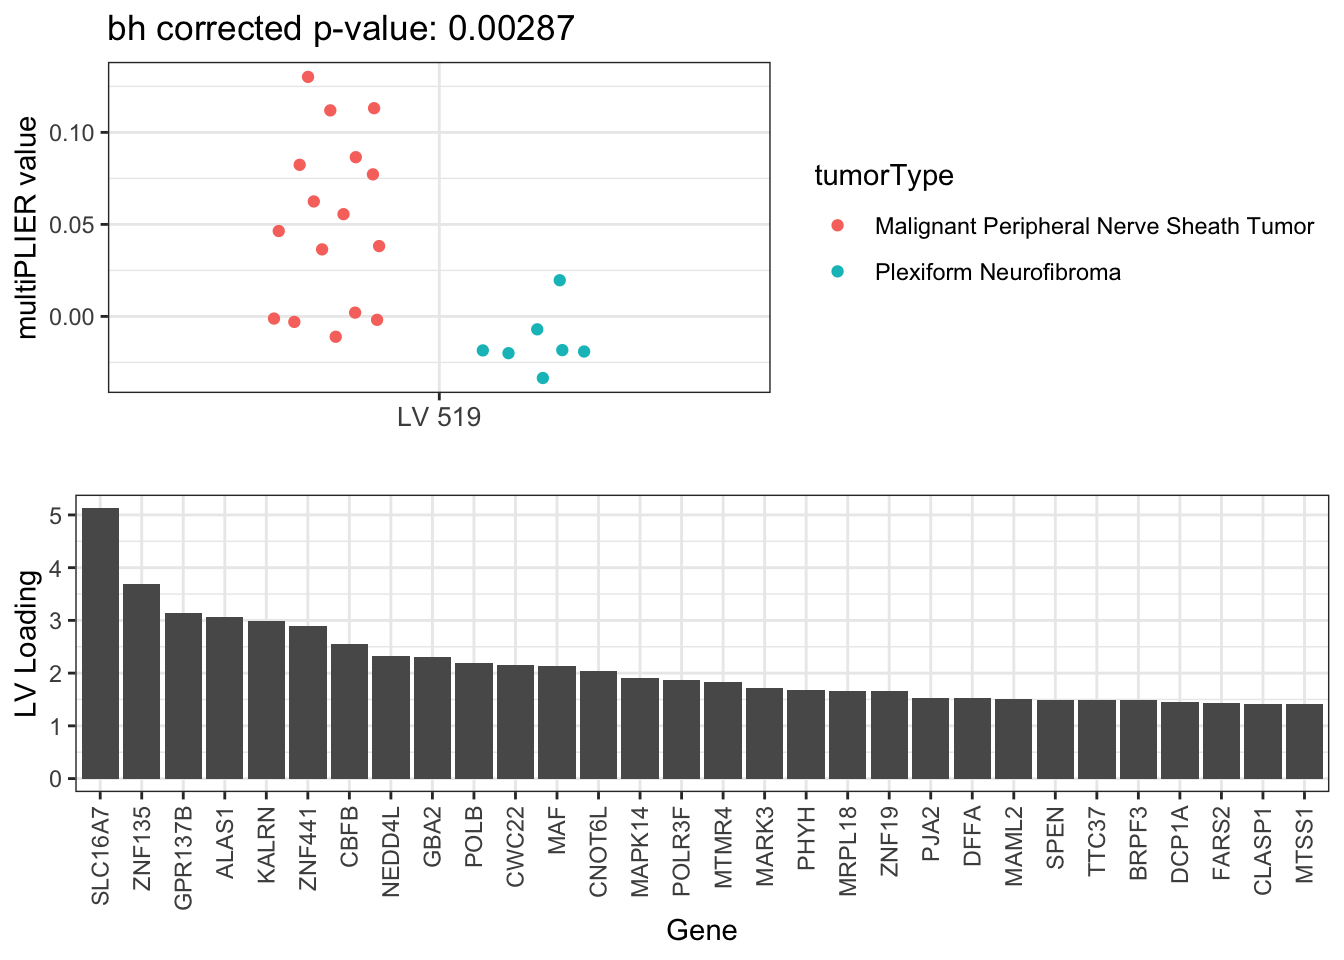 bh corrected p-value: 0.00287
multiPLIER value
0.10
0.05
0.00
LV 519
tumorType
Malignant Peripheral Nerve Sheath Tumor
Plexiform Neurofibroma
LV Loading
5
4
3
2
1
0
SLC16A7
ZNF135
GPR137B
ALAS1
KALRN
ZNF441
CBFB
NEDD4L
GBA2
POLB
CWC22
MAF
CNOT6L
MAPK14
POLR3F
MTMR4
MARK3
PHYH
MRPL18
ZNF19
PJA2
DFFA
MAML2
SPEN
TTC37
BRPF3
DCP1A
FARS2
CLASP1
MTSS1
Gene